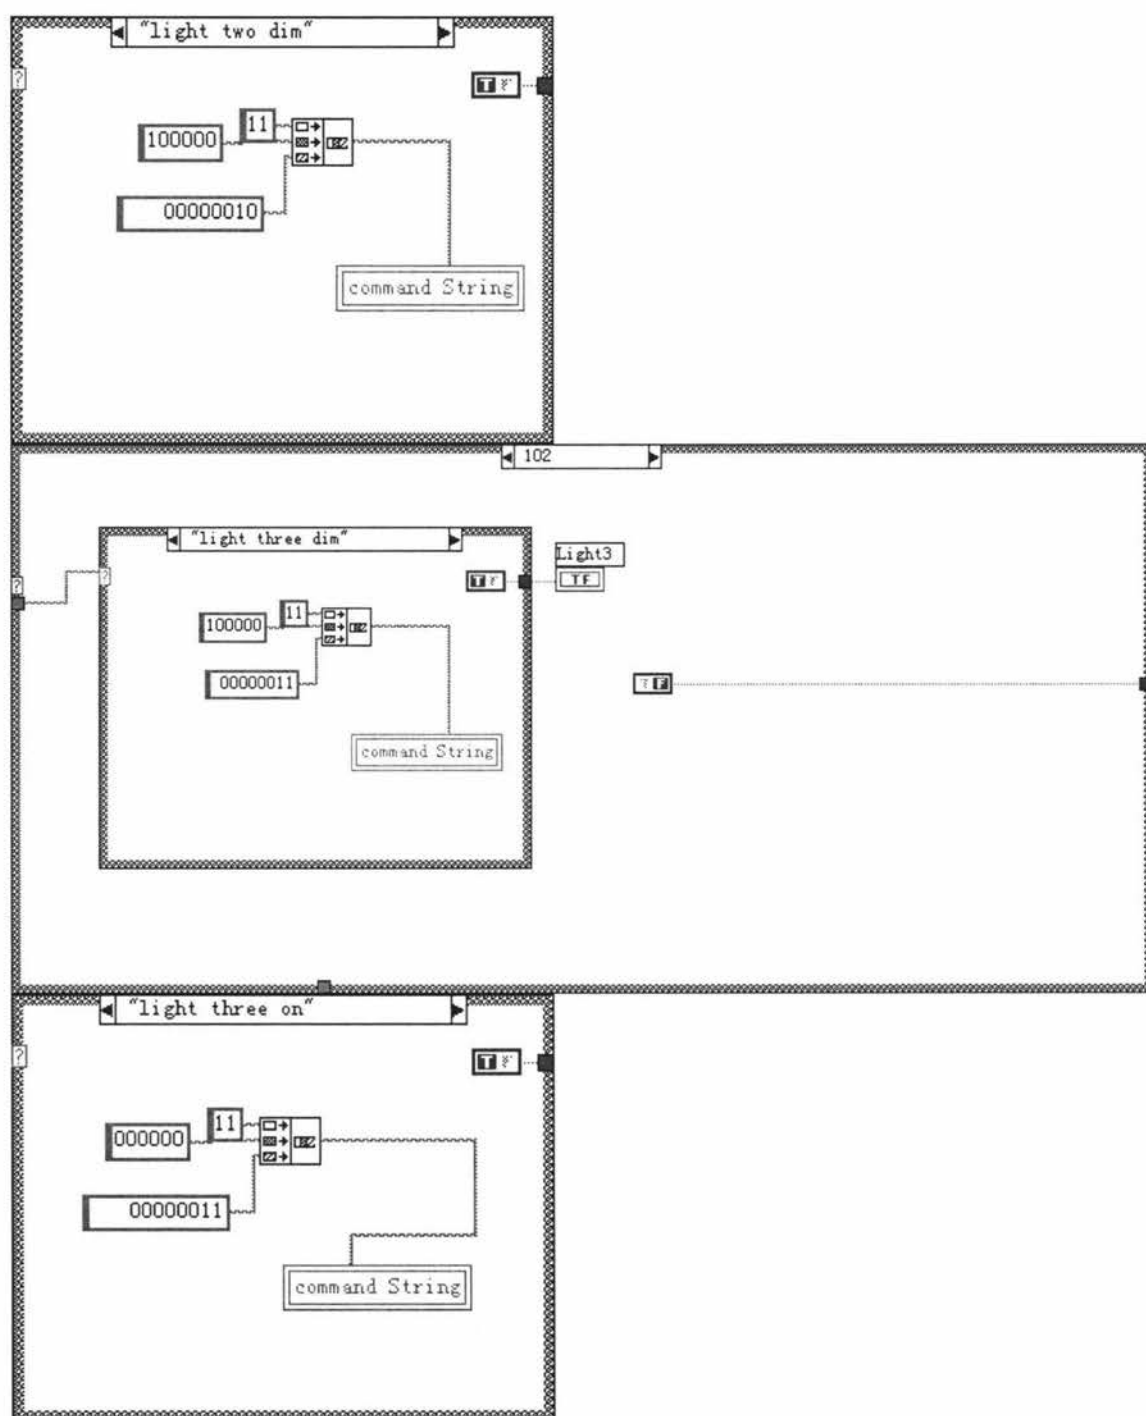 "light two dim"
?
T
11
100000
00000010
command String
102
"light three dim"
Light3
?
?
T F
TF
11
100000
00000011
? F
command String
"light three on"
?
T
11
000000
00000011
command String